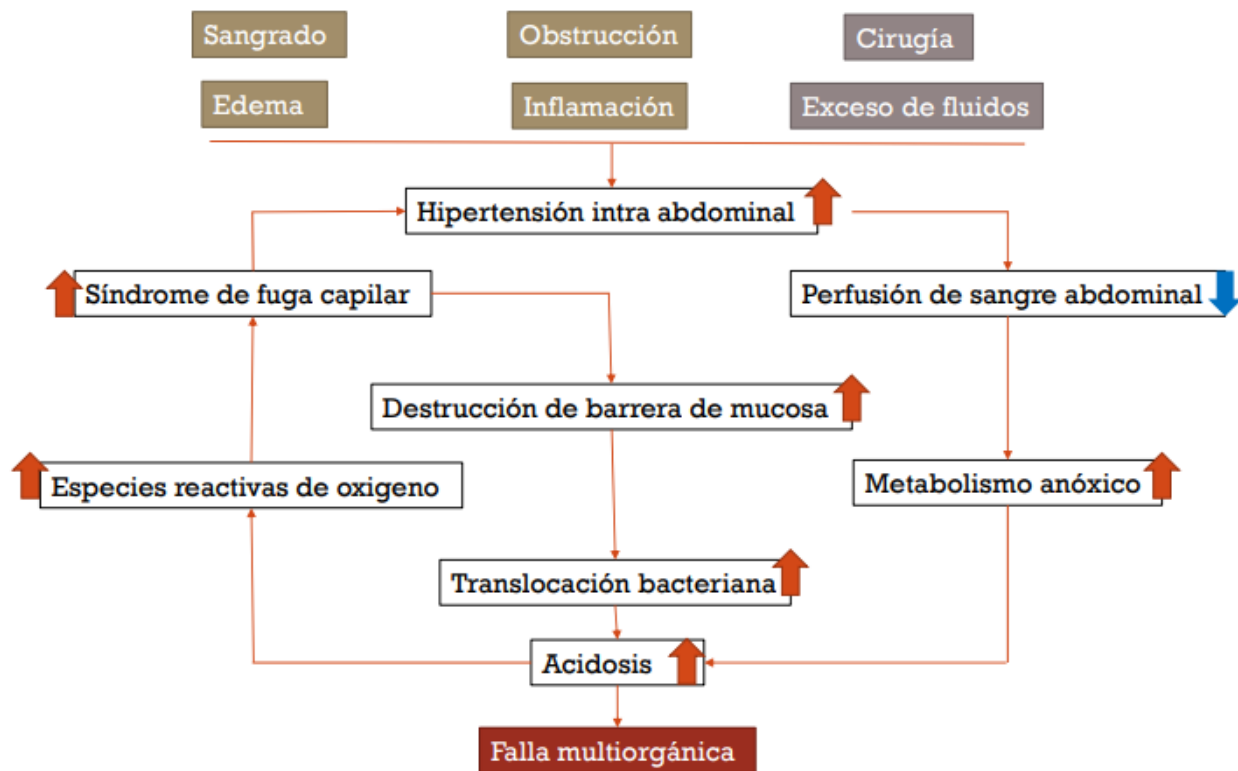 Sangrado
Obstrucción
Cirugía
Edema
Inflamación
Exceso de fluidos
Hipertensión intra abdominal
Síndrome de fuga capilar
Perfusión de sangre abdominal
Destrucción de barrera de mucosa
Especies reactivas de oxigeno
Metabolismo anóxico
Translocación bacteriana
Acidosis
Falla multiorgánica